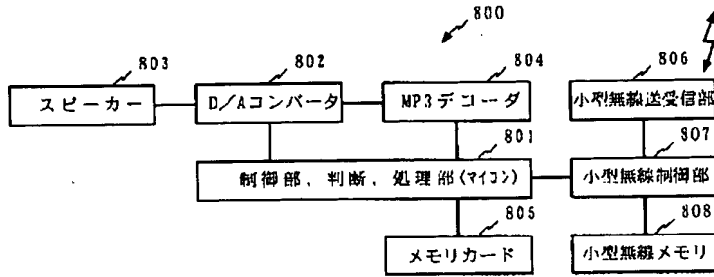 800
803
802
804
806
スピーカー
D/Aコンバータ
MP3デコーダ
小型無線送受信部
801
807
制御部、判断、処理部(マイコン)
小型無線制御部
805
808
メモリカード
小型無線メモリ